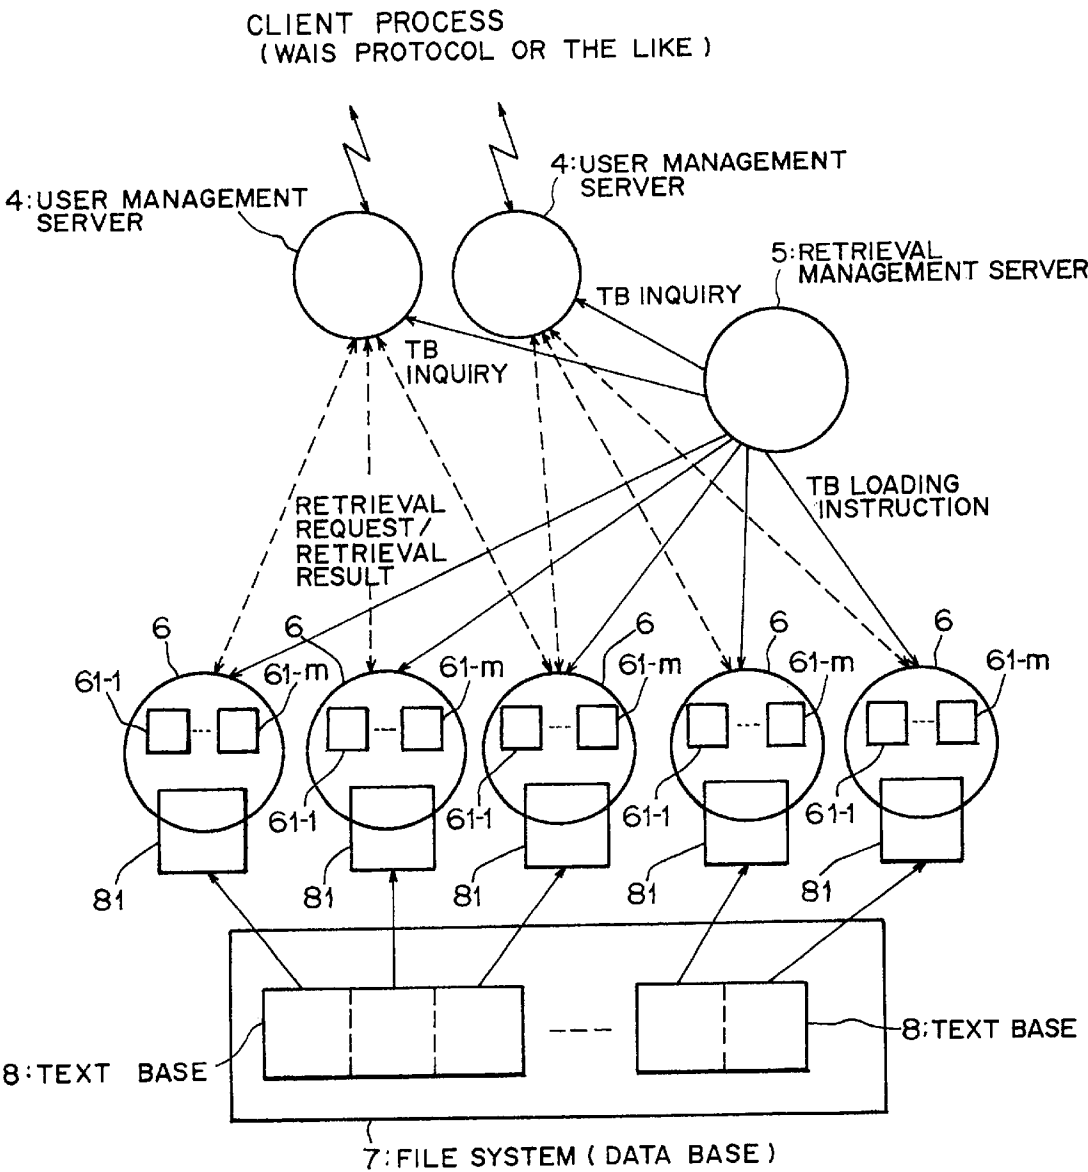 CLIENT PROCESS
(WAIS PROTOCOL OR THE LIKE)
4:USER MANAGEMENT
SERVER
4:USER MANAGEMENT
SERVER
5:RETRIEVAL
MANAGEMENT SERVER
TB INQUIRY
TB
INQUIRY
TB LOADING
INSTRUCTION
RETRIEVAL
REQUEST/
RETRIEVAL
RESULT
6
6
6
6
6
61-1
61-m
61-m
61-m
61-m
61-m
61-1
61-1
61-1
61-1
81
81
81
81
81
8:TEXT BASE
8:TEXT BASE
7:FILE SYSTEM (DATA BASE)